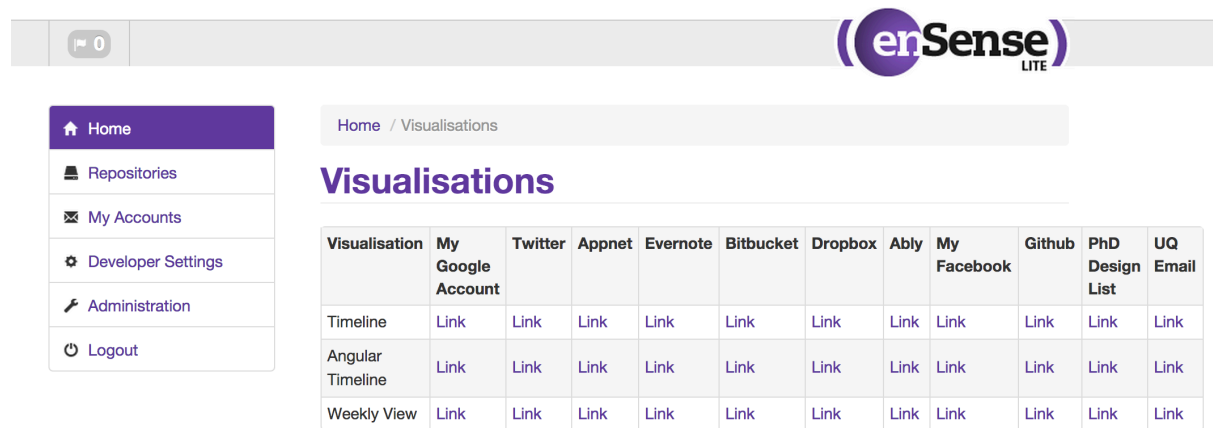 0
enSense
LITE
Home
Repositories
My Accounts
Developer Settings
Administration
Logout
Home / Visualisations
Visualisations
Visualisation My Google Account Twitter Appnet Evernote Bitbucket Dropbox Ably My Facebook Github PhD Design List UQ Email
Timeline Link Link Link Link Link Link Link Link Link Link Link
Angular Timeline Link Link Link Link Link Link Link Link Link Link Link
Weekly View Link Link Link Link Link Link Link Link Link Link Link